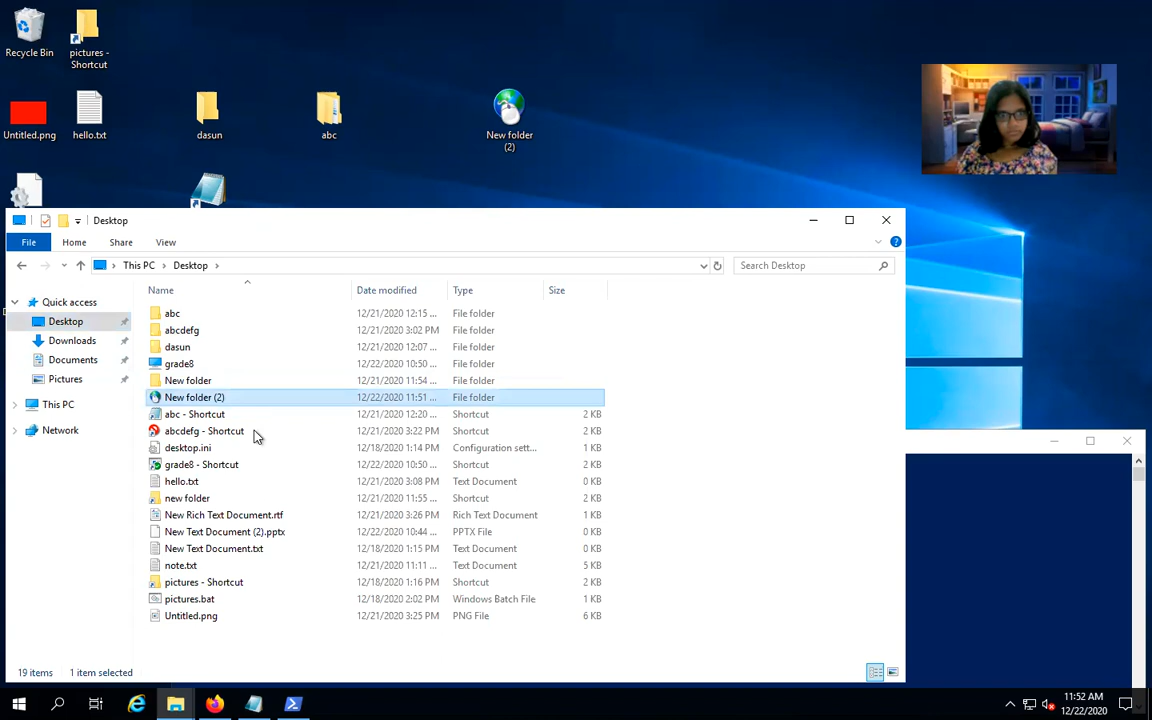 Recycle Bin
pictures -
Shortcut
Untitled.png
hello.txt
dasun
abc
New folder
(2)
Desktop
File Home Share View
This PC Desktop
Search Desktop
Name Date modified Type Size
Quick access
Desktop
Downloads
Documents
Pictures
This PC
Network
abc 12/21/2020 12:15 ... File folder
abcdefg 12/21/2020 3:02 PM File folder
dasun 12/21/2020 12:07 ... File folder
grade8 12/22/2020 10:50 ... File folder
New folder 12/21/2020 11:54 ... File folder
New folder (2) 12/22/2020 11:51 ... File folder
abc - Shortcut 12/21/2020 12:20 ... Shortcut 2 KB
abcdefg - Shortcut 12/21/2020 3:22 PM Shortcut 2 KB
desktop.ini 12/18/2020 1:14 PM Configuration sett... 1 KB
grade8 - Shortcut 12/22/2020 10:50 ... Shortcut 2 KB
hello.txt 12/21/2020 3:08 PM Text Document 0 KB
new folder 12/21/2020 11:55 ... Shortcut 2 KB
New Rich Text Document.rtf 12/21/2020 3:26 PM Rich Text Document 1 KB
New Text Document (2).pptx 12/22/2020 10:44 ... PPTX File 0 KB
New Text Document.txt 12/18/2020 1:15 PM Text Document 0 KB
note.txt 12/21/2020 11:11 ... Text Document 5 KB
pictures - Shortcut 12/18/2020 1:16 PM Shortcut 2 KB
pictures.bat 12/18/2020 2:02 PM Windows Batch File 1 KB
Untitled.png 12/21/2020 3:25 PM PNG File 6 KB
19 items 1 item selected
11:52 AM
12/22/2020